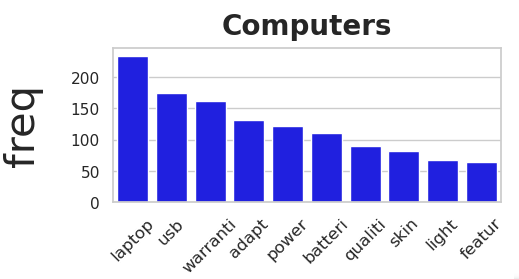 Computers
freq
200
150
100
50
0
laptop
usb
warranti
adapt
power
batteri
qualiti
skin
light
featur